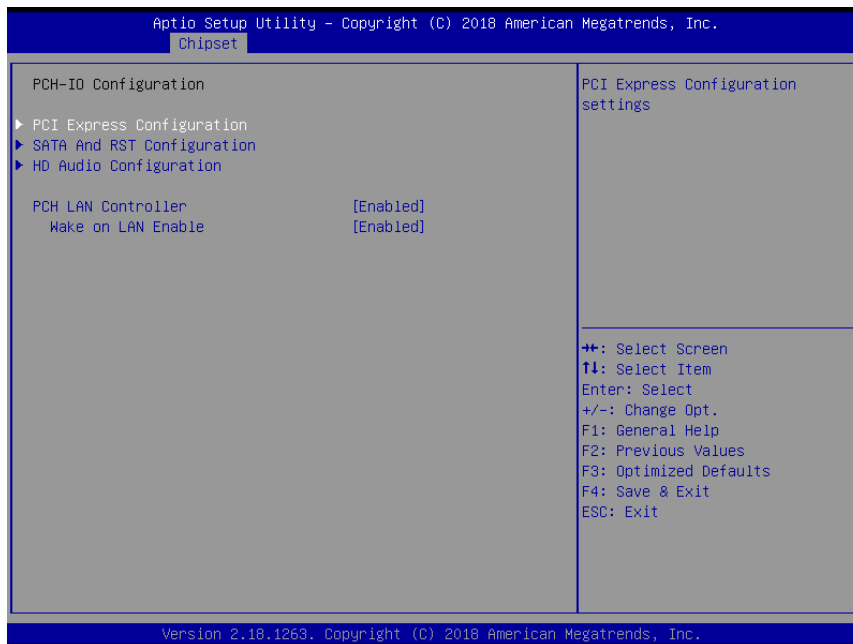 Aptio Setup Utility – Copyright (C) 2018 American Megatrends, Inc.
Chipset
PCH-IO Configuration
PCI Express Configuration
SATA And RST Configuration
HD Audio Configuration
PCH LAN Controller [Enabled]
Wake on LAN Enable [Enabled]
PCI Express Configuration
settings
→←: Select Screen
↑↓: Select Item
Enter: Select
+/-: Change Opt.
F1: General Help
F2: Previous Values
F3: Optimized Defaults
F4: Save & Exit
ESC: Exit
Version 2.18.1263. Copyright (C) 2018 American Megatrends, Inc.